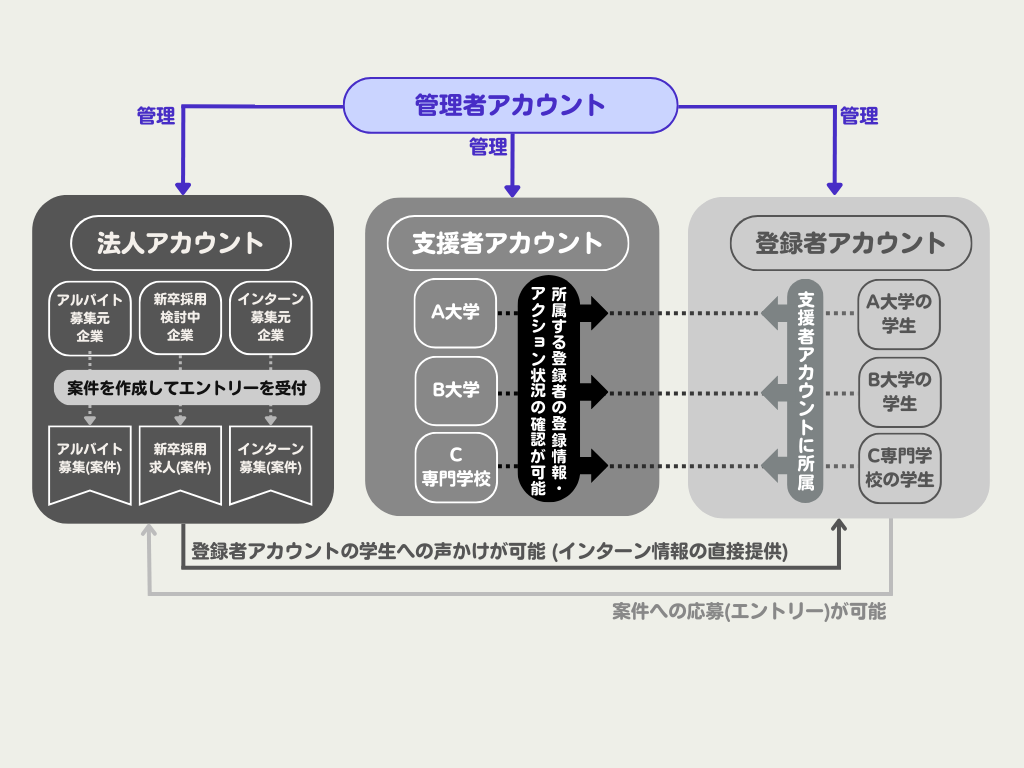 管理者アカウント
管理
管理
管理
法人アカウント
アルバイト
募集元
企業
新卒採用
検討中
企業
インターン
募集元
企業
案件を作成してエントリーを受付
アルバイト
募集(案件)
新卒採用
求人(案件)
インターン
募集(案件)
支援者アカウント
A大学
B大学
C
専門学校
所属する登録者の登録情報・
アクション状況の確認が可能
登録者アカウント
支援者アカウントに所属
A大学の
学生
B大学の
学生
C専門学
校の学生
登録者アカウントの学生への声かけが可能 (インターン情報の直接提供)
案件への応募(エントリー)が可能